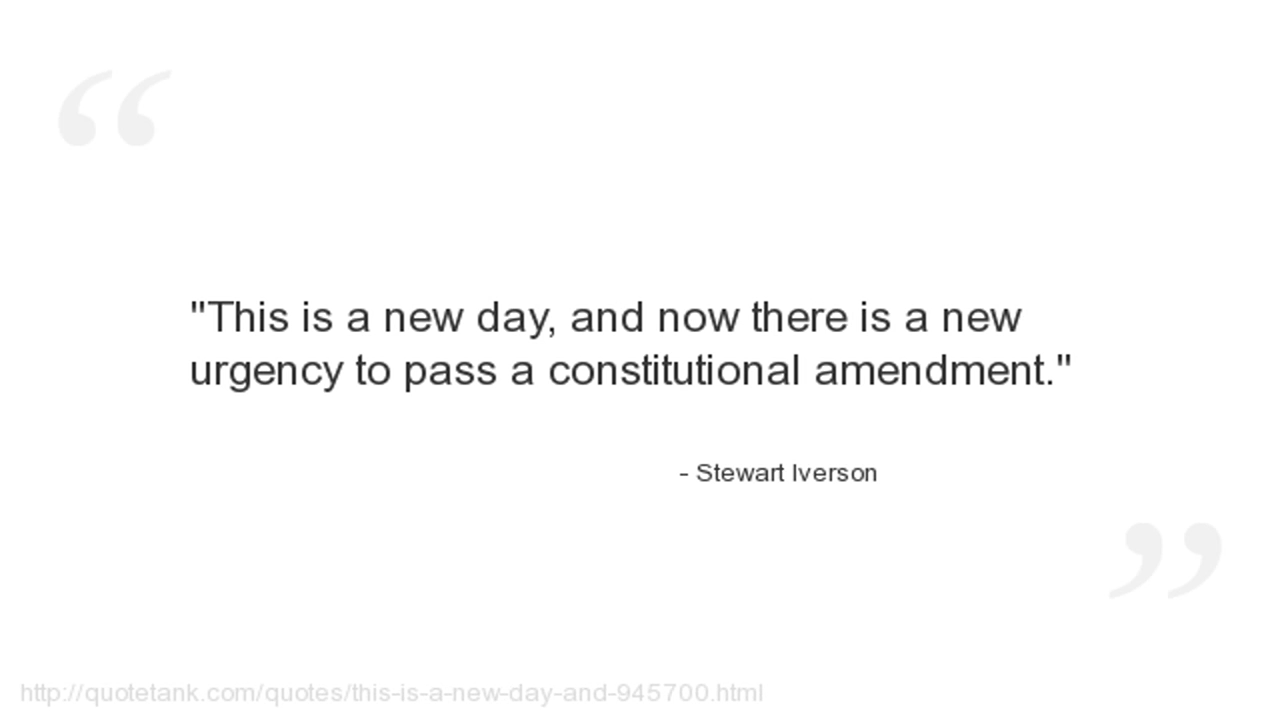 "This is a new day, and now there is a new
urgency to pass a constitutional amendment."
- Stewart Iverson
http://quotetank.com/quotes/this-is-a-new-day-and-945700.html